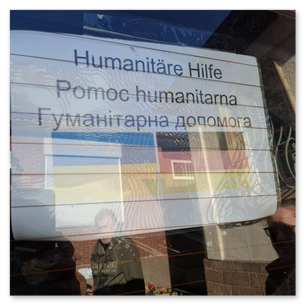 Humanitäre Hilfe
Pomoc humanitarna
Гуманітарна допомога